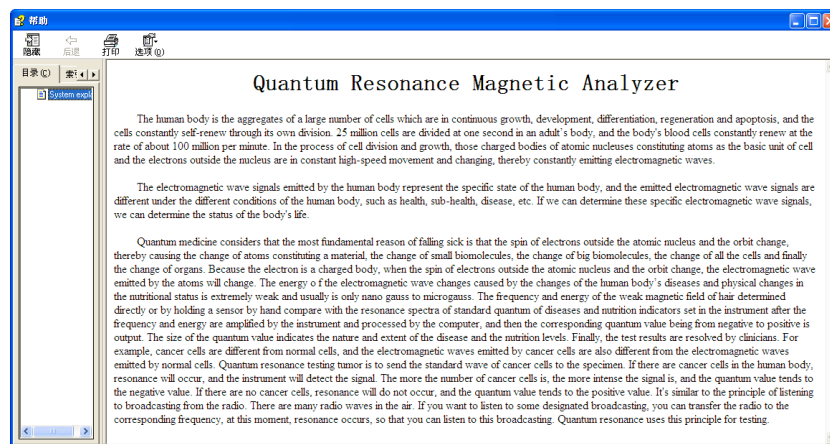 帮助
隐藏 后退 打印 选项(O)
目录(C)
System expl
Quantum Resonance Magnetic Analyzer
The human body is the aggregates of a large number of cells which are in continuous growth, development, differentiation, regeneration and apoptosis, and the
cells constantly self-renew through its own division. 25 million cells are divided at one second in an adult's body, and the body's blood cells constantly renew at the
rate of about 100 million per minute. In the process of cell division and growth, those charged bodies of atomic nucleuses constituting atoms as the basic unit of cell
and the electrons outside the nucleus are in constant high-speed movement and changing, thereby constantly emitting electromagnetic waves.
The electromagnetic wave signals emitted by the human body represent the specific state of the human body, and the emitted electromagnetic wave signals are
different under the different conditions of the human body, such as health, sub-health, disease, etc. If we can determine these specific electromagnetic wave signals,
we can determine the status of the body's life.
Quantum medicine considers that the most fundamental reason of falling sick is that the spin of electrons outside the atomic nucleus and the orbit change,
thereby causing the change of atoms constituting a material, the change of small biomolecules, the change of big biomolecules, the change of all the cells and finally
the change of organs. Because the electron is a charged body, when the spin of electrons outside the atomic nucleus and the orbit change, the electromagnetic wave
emitted by the atoms will change. The energy o f the electromagnetic wave changes caused by the changes of the human body's diseases and physical changes in
the nutritional status is extremely weak and usually is only nano gauss to microgauss. The frequency and energy of the weak magnetic field of hair determined
directly or by holding a sensor by hand compare with the resonance spectra of standard quantum of diseases and nutrition indicators set in the instrument after the
frequency and energy are amplified by the instrument and processed by the computer, and then the corresponding quantum value being from negative to positive is
output. The size of the quantum value indicates the nature and extent of the disease and the nutrition levels. Finally, the test results are resolved by clinicians. For
example, cancer cells are different from normal cells, and the electromagnetic waves emitted by cancer cells are also different from the electromagnetic waves
emitted by normal cells. Quantum resonance testing tumor is to send the standard wave of cancer cells to the specimen. If there are cancer cells in the human body,
resonance will occur, and the instrument will detect the signal. The more the number of cancer cells is, the more intense the signal is, and the quantum value tends to
the negative value. If there are no cancer cells, resonance will do not occur, and the quantum value tends to the positive value. It's similar to the principle of listening
to broadcasting from the radio. There are many radio waves in the air. If you want to listen to some designated broadcasting, you can transfer the radio to the
corresponding frequency, at this moment, resonance occurs, so that you can listen to this broadcasting. Quantum resonance uses this principle for testing.